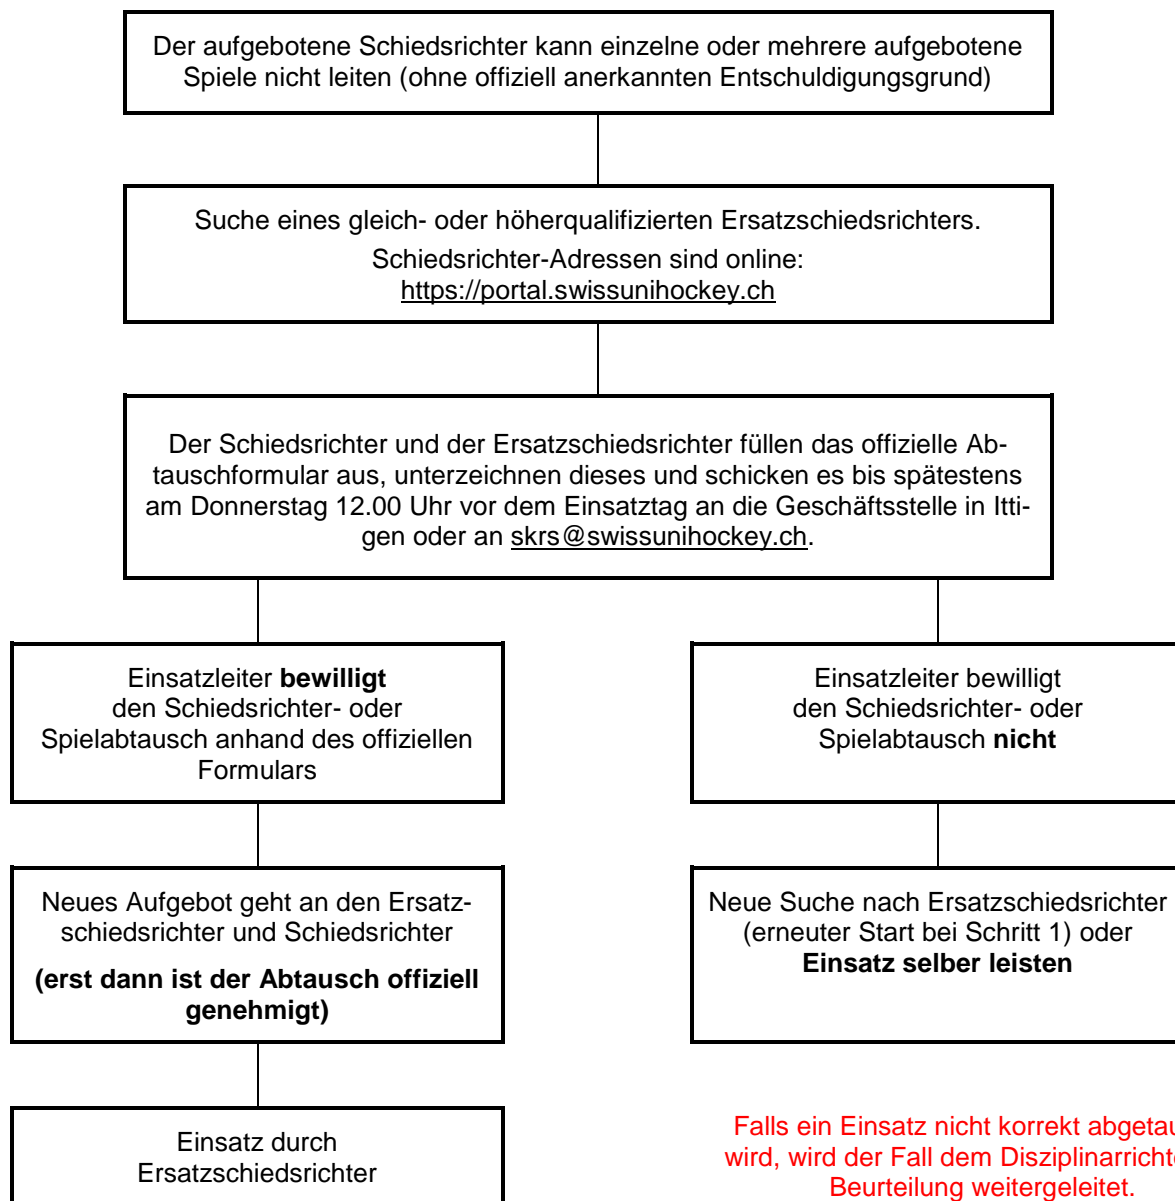 Der aufgebotene Schiedsrichter kann einzelne oder mehrere aufgebotene
Spiele nicht leiten (ohne offiziell anerkannten Entschuldigungsgrund)
Suche eines gleich- oder höherqualifizierten Ersatzschiedsrichters.
Schiedsrichter-Adressen sind online:
https://portal.swissunihockey.ch
Der Schiedsrichter und der Ersatzschiedsrichter füllen das offizielle Ab-
tauschformular aus, unterzeichnen dieses und schicken es bis spätestens
am Donnerstag 12.00 Uhr vor dem Einsatztag an die Geschäftsstelle in Itti-
gen oder an skrs@swissunihockey.ch.
Einsatzleiter bewilligt
den Schiedsrichter- oder
Spielabtausch anhand des offiziellen
Formulars
Einsatzleiter bewilligt
den Schiedsrichter- oder
Spielabtausch nicht
Neues Aufgebot geht an den Ersatz-
schiedsrichter und Schiedsrichter
(erst dann ist der Abtausch offiziell
genehmigt)
Neue Suche nach Ersatzschiedsrichter
(erneuter Start bei Schritt 1) oder
Einsatz selber leisten
Einsatz durch
Ersatzschiedsrichter
Falls ein Einsatz nicht korrekt
wird, wird der Fall dem
Beurteilung weitergeleitet.